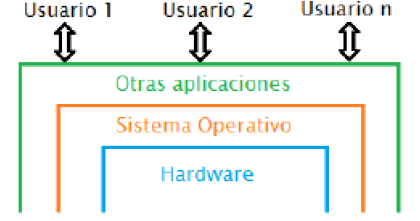 Usuario 1 Usuario 2 Usuario n
Otras aplicaciones
Sistema Operativo
Hardware